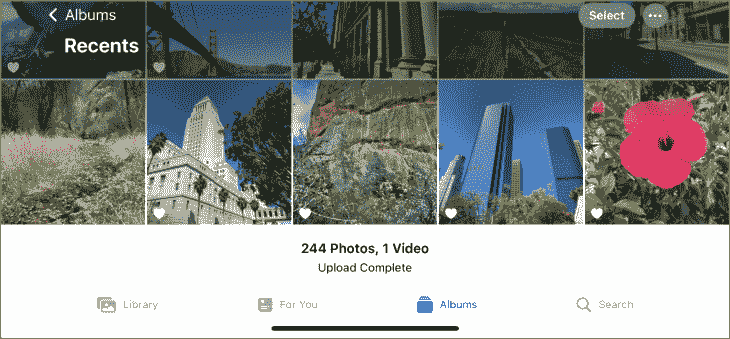 Albums
Select
Recents
244 Photos, 1 Video
Upload Complete
Library
For You
Albums
Search